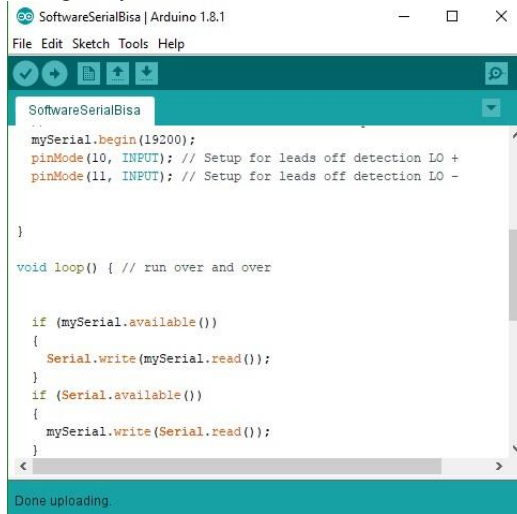 SoftwareSerialBisa | Arduino 1.8.1
File Edit Sketch Tools Help
SoftwareSerialBisa
mySerial.begin(19200);
pinMode(10, INPUT); // Setup for leads off detection LO +
pinMode(11, INPUT); // Setup for leads off detection LO -
}
void loop() { // run over and over
if (mySerial.available())
{
Serial.write(mySerial.read());
}
if (Serial.available())
{
mySerial.write(Serial.read());
}
Done uploading.